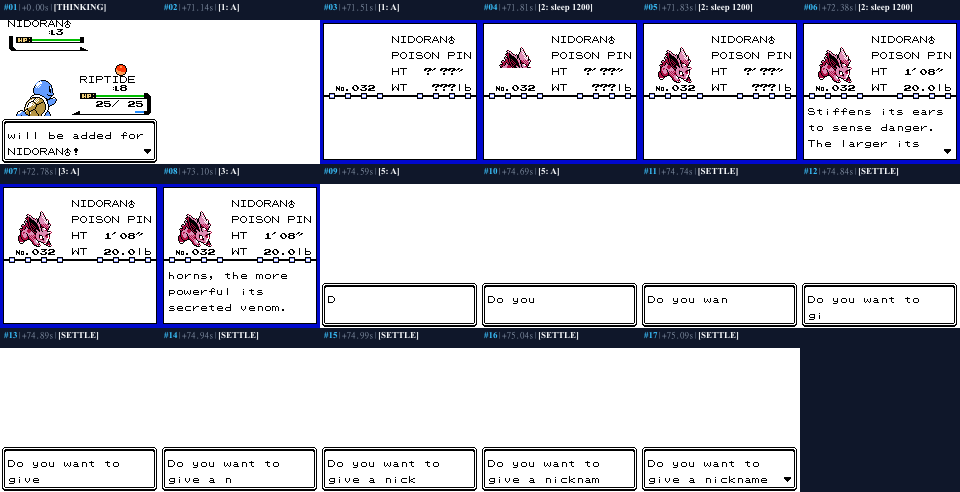 #01|+0.00s|[THINKING]
NIDORAN♂
:L3
HP:
RIPTIDE
:L8
HP:
25/ 25
will be added for
NIDORAN♂!
#02|+71.14s|[1: A]
#03|+71.51s|[1: A]
NIDORAN♂
POISON PIN
HT ?′??″
No.032 WT ???lb
#04|+71.81s|[2: sleep 1200]
NIDORAN♂
POISON PIN
HT ?′??″
No.032 WT ???lb
#05|+71.83s|[2: sleep 1200]
NIDORAN♂
POISON PIN
HT ?′??″
No.032 WT ???lb
#06|+72.38s|[2: sleep 1200]
NIDORAN♂
POISON PIN
HT 1′08″
No.032 WT 20.0lb
Stiffens its ears
to sense danger.
The larger its
#07|+72.78s|[3: A]
NIDORAN♂
POISON PIN
HT 1′08″
No.032 WT 20.0lb
#08|+73.10s|[3: A]
NIDORAN♂
POISON PIN
HT 1′08″
No.032 WT 20.0lb
horns, the more
powerful its
secreted venom.
#09|+74.59s|[5: A]
D
#10|+74.69s|[5: A]
Do you
#11|+74.74s|[SETTLE]
Do you wan
#12|+74.84s|[SETTLE]
Do you want to
gi
#13|+74.89s|[SETTLE]
Do you want to
give
#14|+74.94s|[SETTLE]
Do you want to
give a n
#15|+74.99s|[SETTLE]
Do you want to
give a nick
#16|+75.04s|[SETTLE]
Do you want to
give a nicknam
#17|+75.09s|[SETTLE]
Do you want to
give a nickname